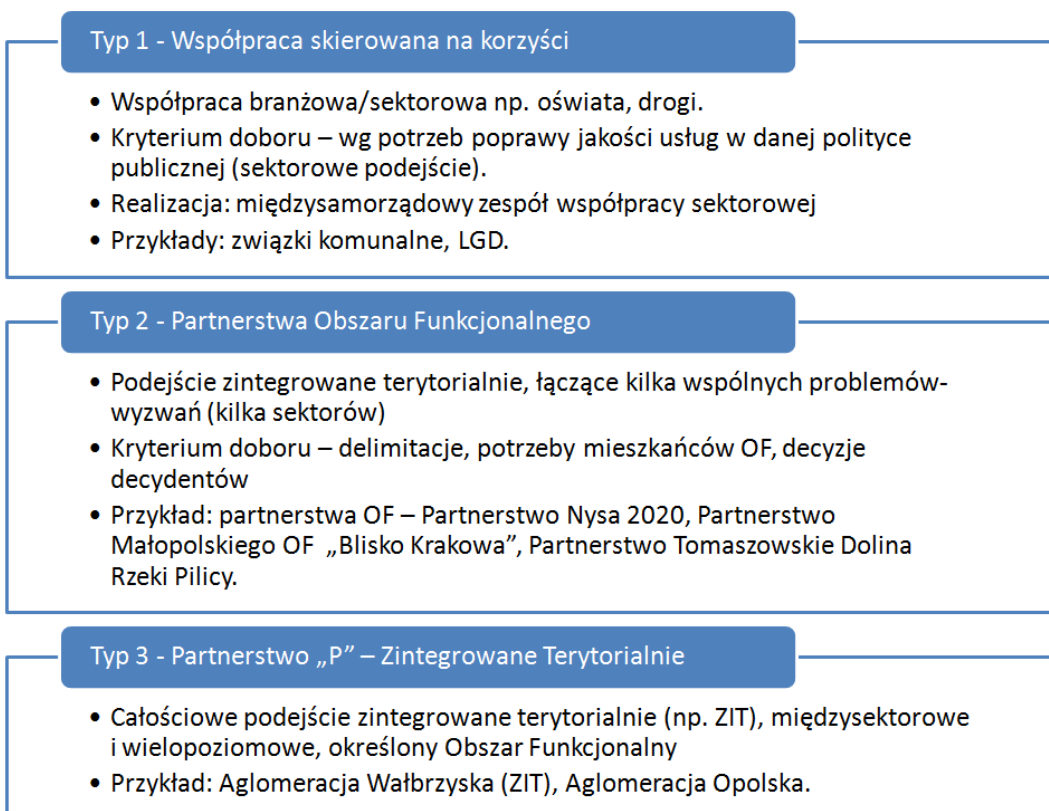 Typ 1 - Współpraca skierowana na korzyści
• Współpraca branżowa/sektorowa np. oświata, drogi.
• Kryterium doboru – wg potrzeb poprawy jakości usług w danej polityce
publicznej (sektorowe podejście).
• Realizacja: międzysamorządowy zespół współpracy sektorowej
• Przykłady: związki komunalne, LGD.
Typ 2 - Partnerstwa Obszaru Funkcjonalnego
• Podejście zintegrowane terytorialnie, łączące kilka wspólnych problemów-
wyzwań (kilka sektorów)
• Kryterium doboru – delimitacje, potrzeby mieszkańców OF, decyzje
decydentów
• Przykład: partnerstwa OF – Partnerstwo Nysa 2020, Partnerstwo
Małopolskiego OF „Blisko Krakowa”, Partnerstwo Tomaszowskie Dolina
Rzeki Pilicy.
Typ 3 - Partnerstwo „P” – Zintegrowane Terytorialnie
• Całościowe podejście zintegrowane terytorialnie (np. ZIT), międzysektorowe
i wielopoziomowe, określony Obszar Funkcjonalny
• Przykład: Aglomeracja Wałbrzyska (ZIT), Aglomeracja Opolska.